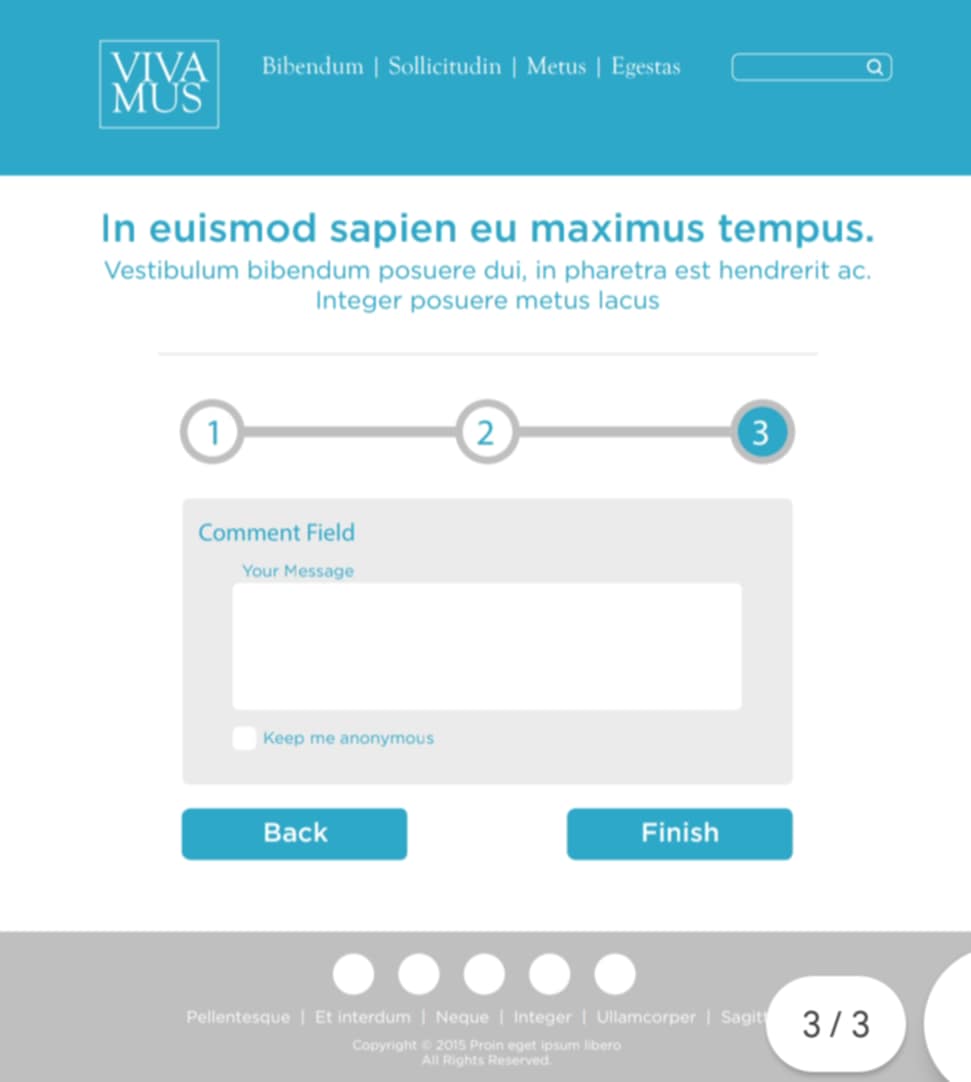 VIVA
MUS
Bibendum | Sollicitudin | Metus | Egestas
In euismod sapien eu maximus tempus.
Vestibulum bibendum posuere dui, in pharetra est hendrerit ac.
Integer posuere metus lacus
1 2 3
Comment Field
Your Message
Keep me anonymous
Back Finish
Pellentesque | Et interdum | Neque | Integer | Ullamcorper |
3 / 3
Copyright © 2015 Proin eget ipsum libero
All Rights Reserved.